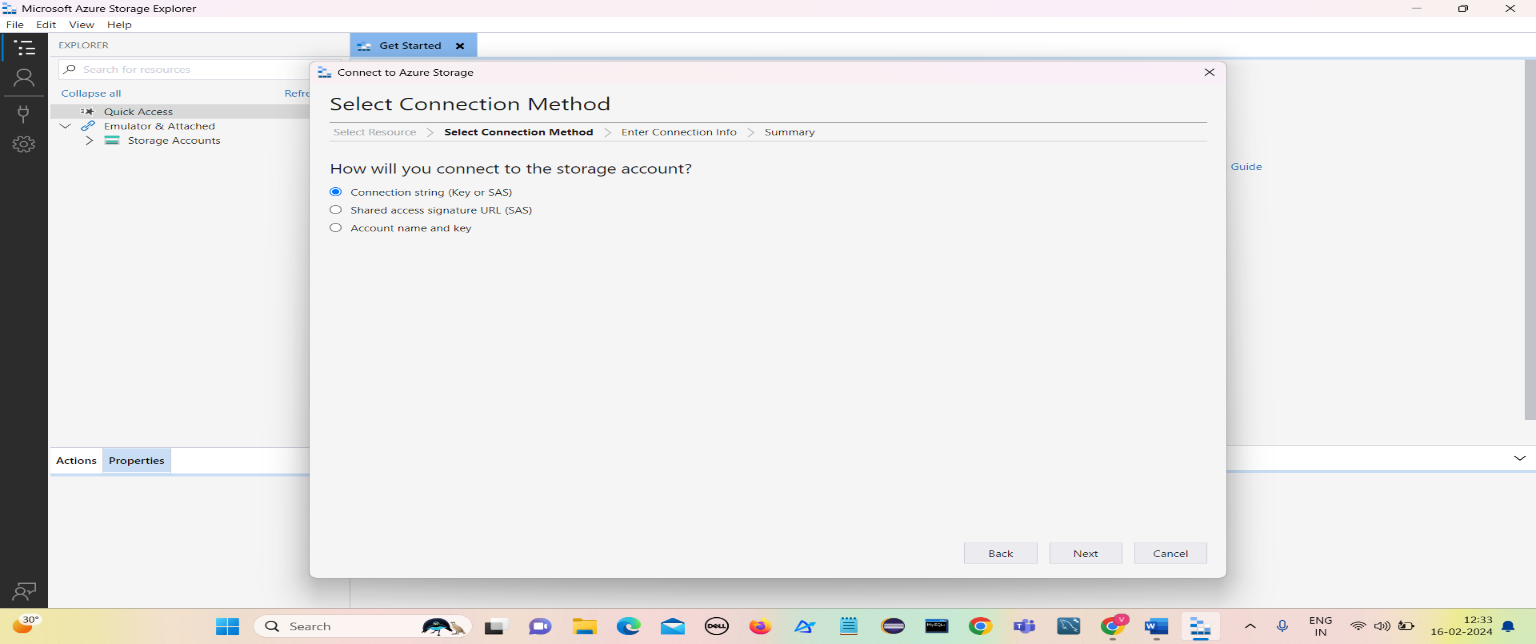 Microsoft Azure Storage Explorer
File Edit View Help
EXPLORER
Get Started
Search for resources
Collapse all Refre
Quick Access
Emulator & Attached
Storage Accounts
Connect to Azure Storage
Select Connection Method
Select Resource Select Connection Method Enter Connection Info Summary
How will you connect to the storage account?
Connection string (Key or SAS)
Shared access signature URL (SAS)
Account name and key
Guide
Actions Properties
Back Next Cancel
30°
Search
DELL
MySQL
V
ENG
IN
12:33
16-02-2024